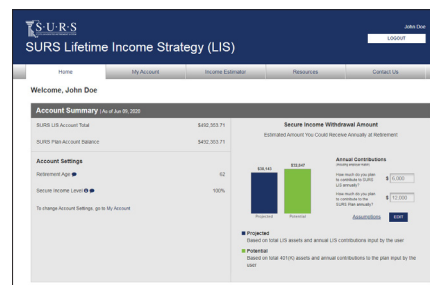 S·U·R·S
John Doe
LOGOUT
SURS Lifetime Income Strategy (LIS)
Home My Account Income Estimator Resources Contact Us
Welcome, John Doe
Account Summary | As of Jun 09, 2020
SURS LIS Account Total $492,353.71
SURS Plan Account Balance $492,353.71
Account Settings
Retirement Age 62
Secure Income Level 100%
To change Account Settings, go to My Account
Secure Income Withdrawal Amount
Estimated Amount You Could Receive Annually at Retirement
Projected Potential
Annual Contributions
How much do you plan
to contribute to SURS
LIS annually?
$ 6,000
How much do you plan
to contribute to the
SURS Plan annually?
$ 12,000
Assumptions EDIT
Projected
Based on total LIS assets and annual LIS contributions input by the user
Potential
Based on total 401(K) assets and annual contributions to the plan input by the
user